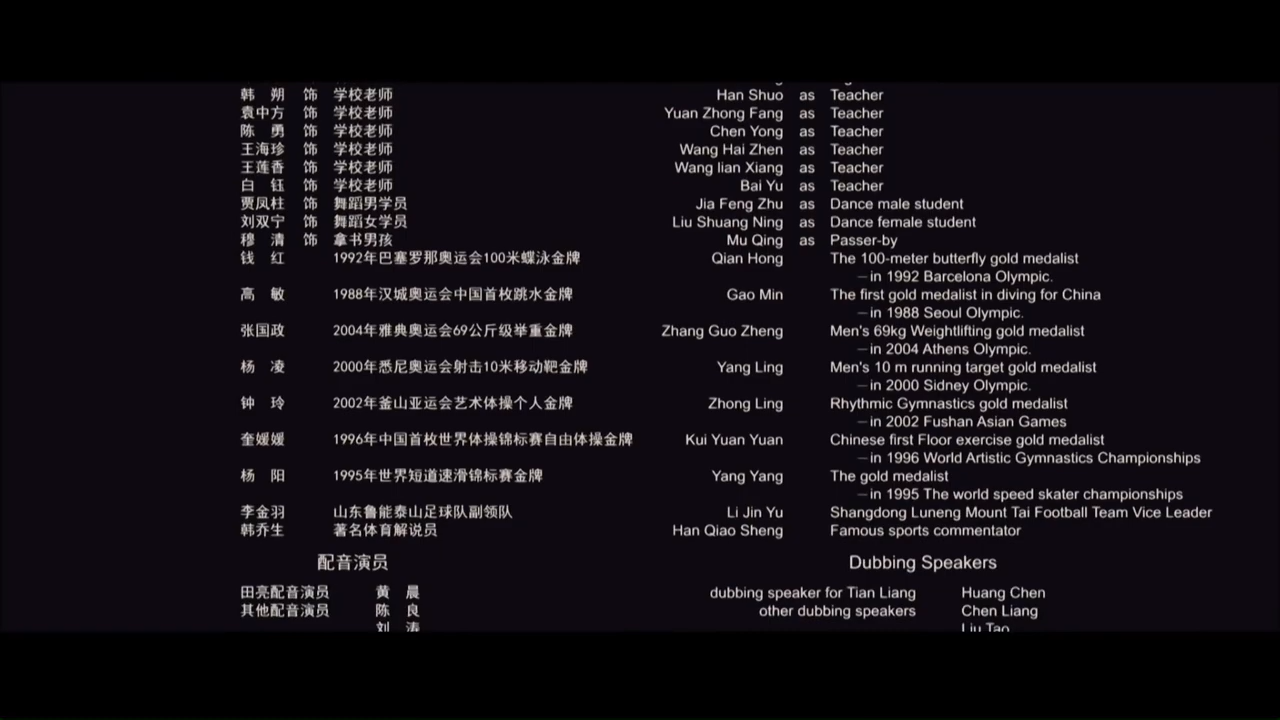 韩 朔 饰 学校老师 Han Shuo as Teacher
袁中方 饰 学校老师 Yuan Zhong Fang as Teacher
陈 勇 饰 学校老师 Chen Yong as Teacher
王海珍 饰 学校老师 Wang Hai Zhen as Teacher
王莲香 饰 学校老师 Wang lian Xiang as Teacher
白 钰 饰 学校老师 Bai Yu as Teacher
贾凤柱 饰 舞蹈男学员 Jia Feng Zhu as Dance male student
刘双宁 饰 舞蹈女学员 Liu Shuang Ning as Dance female student
穆 清 饰 拿书男孩 Mu Qing as Passer-by
钱 红 1992年巴塞罗那奥运会100米蝶泳金牌 Qian Hong The 100-meter butterfly gold medalist
—in 1992 Barcelona Olympic.
高 敏 1988年汉城奥运会中国首枚跳水金牌 Gao Min The first gold medalist in diving for China
—in 1988 Seoul Olympic.
张国政 2004年雅典奥运会69公斤级举重金牌 Zhang Guo Zheng Men's 69kg Weightlifting gold medalist
—in 2004 Athens Olympic.
杨 凌 2000年悉尼奥运会射击10米移动靶金牌 Yang Ling Men's 10 m running target gold medalist
—in 2000 Sidney Olympic.
钟 玲 2002年釜山亚运会艺术体操个人金牌 Zhong Ling Rhythmic Gymnastics gold medalist
—in 2002 Fushan Asian Games
奎媛媛 1996年中国首枚世界体操锦标赛自由体操金牌 Kui Yuan Yuan Chinese first Floor exercise gold medalist
—in 1996 World Artistic Gymnastics Championships
杨 阳 1995年世界短道速滑锦标赛金牌 Yang Yang The gold medalist
—in 1995 The world speed skater championships
李金羽 山东鲁能泰山足球队副领队 Li Jin Yu Shangdong Luneng Mount Tai Football Team Vice Leader
韩乔生 著名体育解说员 Han Qiao Sheng Famous sports commentator
配音演员 Dubbing Speakers
田亮配音演员 黄 晨 dubbing speaker for Tian Liang Huang Chen
其他配音演员 陈 良 other dubbing speakers Chen Liang
刘 涛 Liu Tao